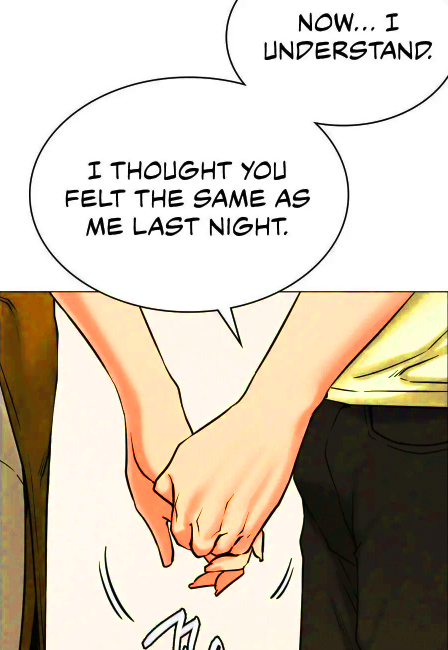 NOW... I
UNDERSTAND.
I THOUGHT YOU
FELT THE SAME AS
ME LAST NIGHT.